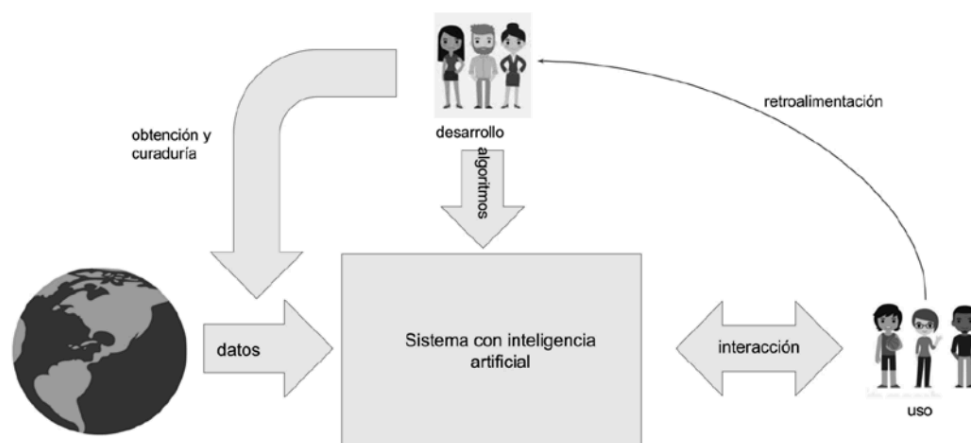 desarrollo
retroalimentación
obtención y
curaduría
algoritmos
datos
Sistema con inteligencia
artificial
interacción
uso